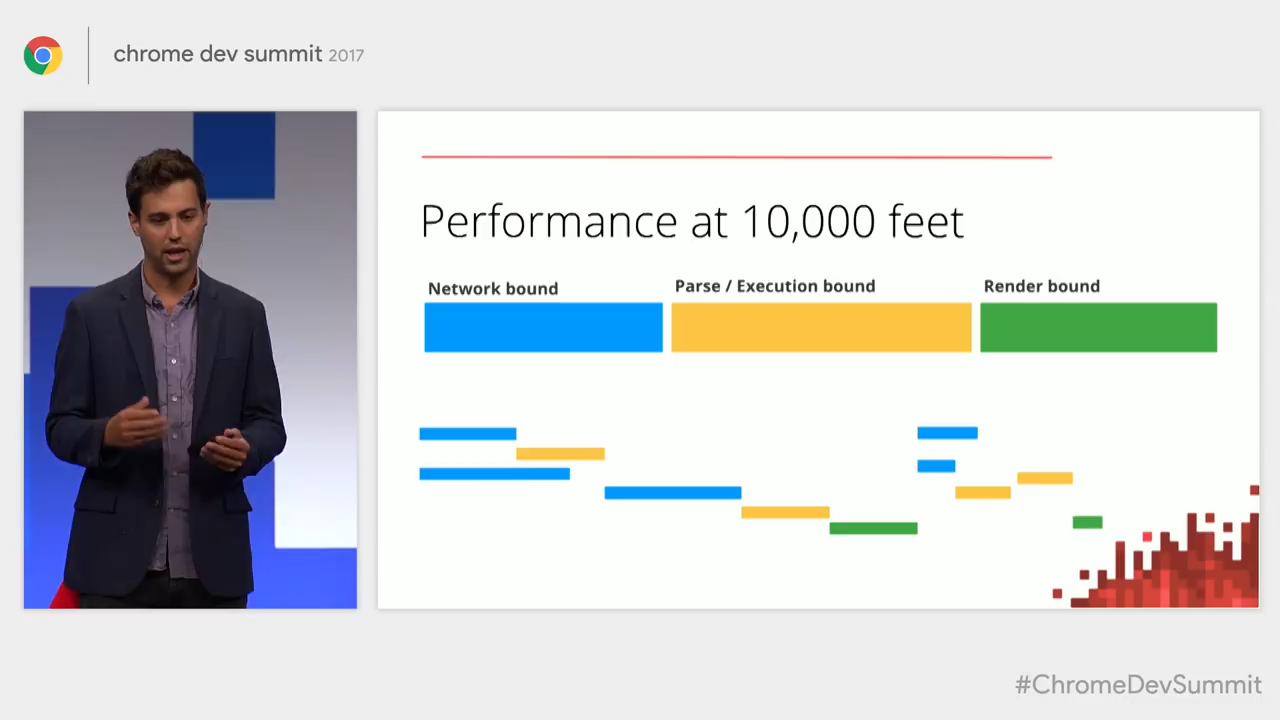 chrome dev summit 2017
Performance at 10,000 feet
Network bound
Parse / Execution bound
Render bound
#ChromeDevSummit